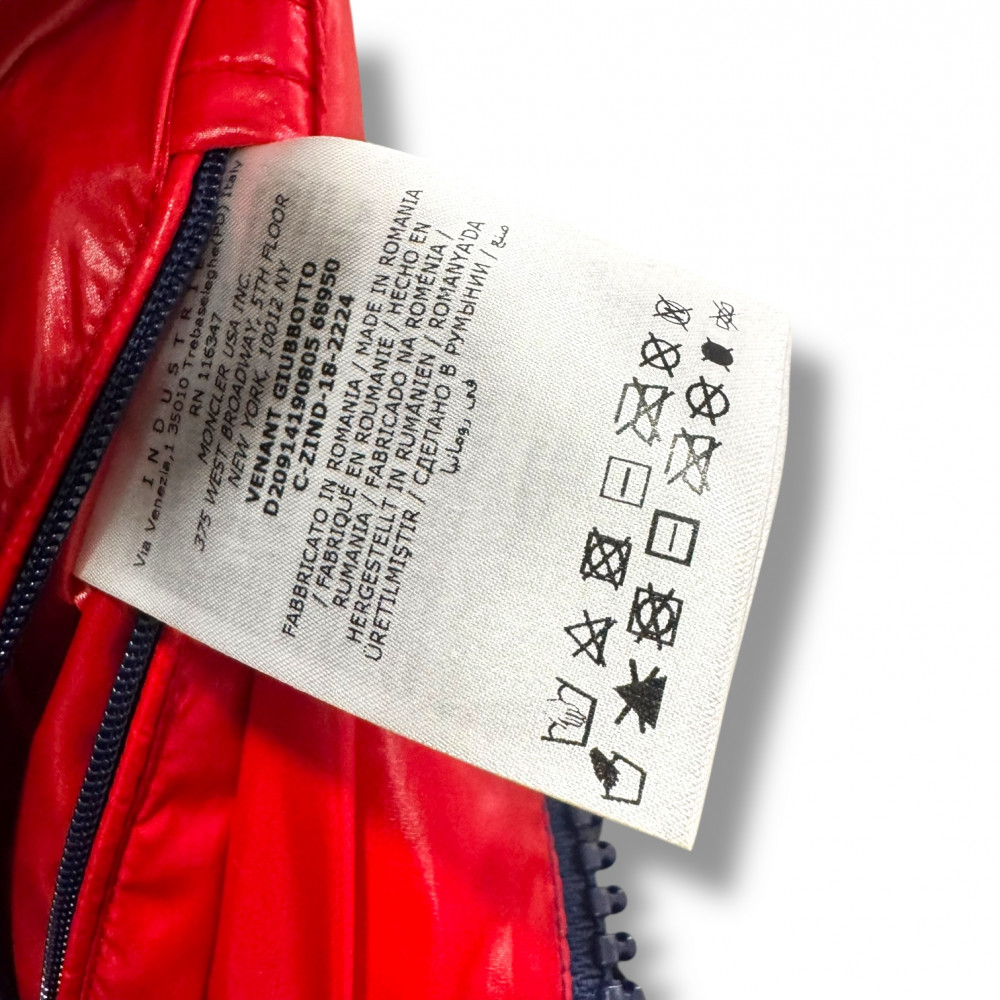 I N D U S T R I
Via Venezia,1 35010 Trebaseleghe(PD) Italy
RN 116347
MONCLER USA INC.
375 WEST BROADWAY, 5TH FLOOR
NEW YORK, 10012 NY
VENANT GIUBBOTTO
D20914190805 68950
C-ZIND-18-2224
FABBRICATO IN ROMANIA / MADE IN ROMANIA
/ FABRIQUÉ EN ROUMANIE / HECHO EN
RUMANIA / FABRICADO NA ROMÉNIA /
HERGESTELLT IN RUMÄNIEN / ROMANYA'DA
ÜRETILMIŞTIR / СДЕЛАНО В РУМЫНИИ /